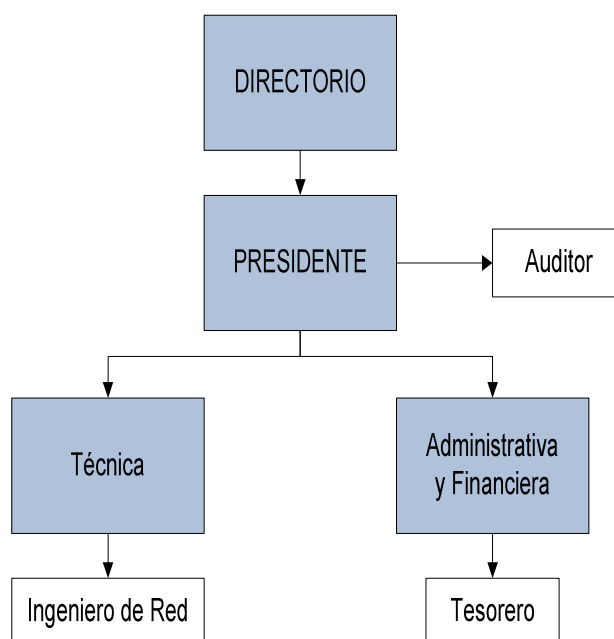 DIRECTORIO
PRESIDENTE
Auditor
Técnica
Administrativa
y Financiera
Ingeniero de Red
Tesorero